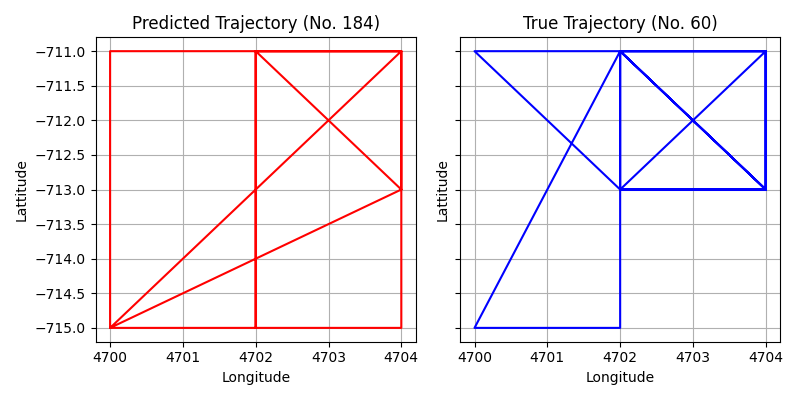 Predicted Trajectory (No. 184)
True Trajectory (No. 60)
Lattitude
−711.0
−711.5
−712.0
−712.5
−713.0
−713.5
−714.0
−714.5
−715.0
4700 4701 4702 4703 4704
Longitude
Lattitude
4700 4701 4702 4703 4704
Longitude